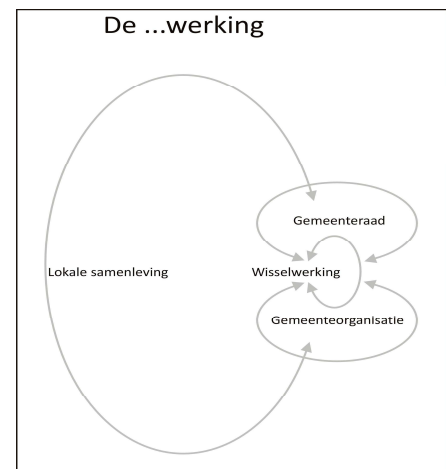 De ...werking
Gemeenteraad
Lokale samenleving
Wisselwerking
Gemeenteorganisatie